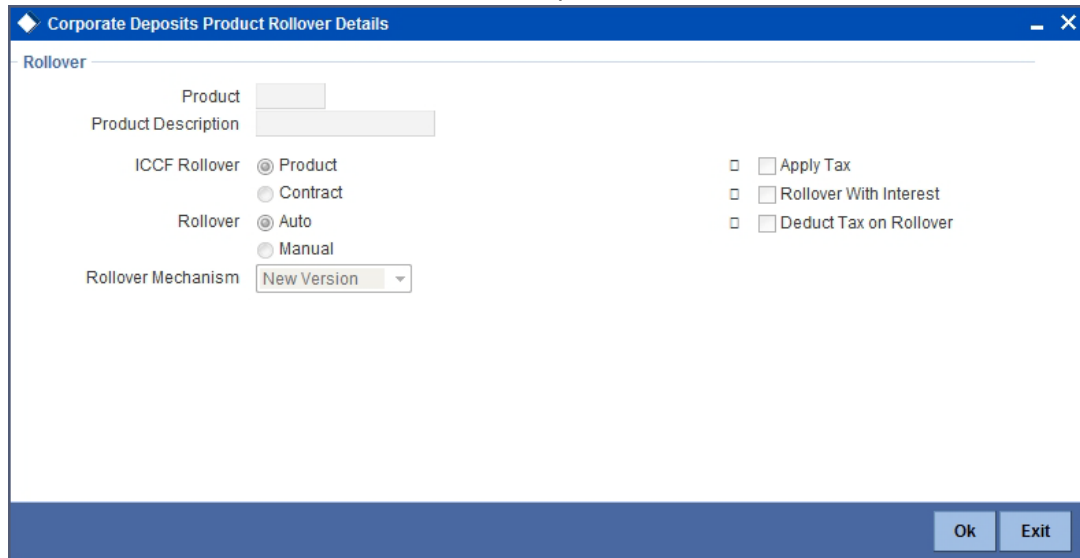 Corporate Deposits Product Rollover Details
Rollover
Product
Product Description
ICCF Rollover Product Apply Tax
Contract Rollover With Interest
Rollover Auto Deduct Tax on Rollover
Manual
Rollover Mechanism New Version
Ok Exit